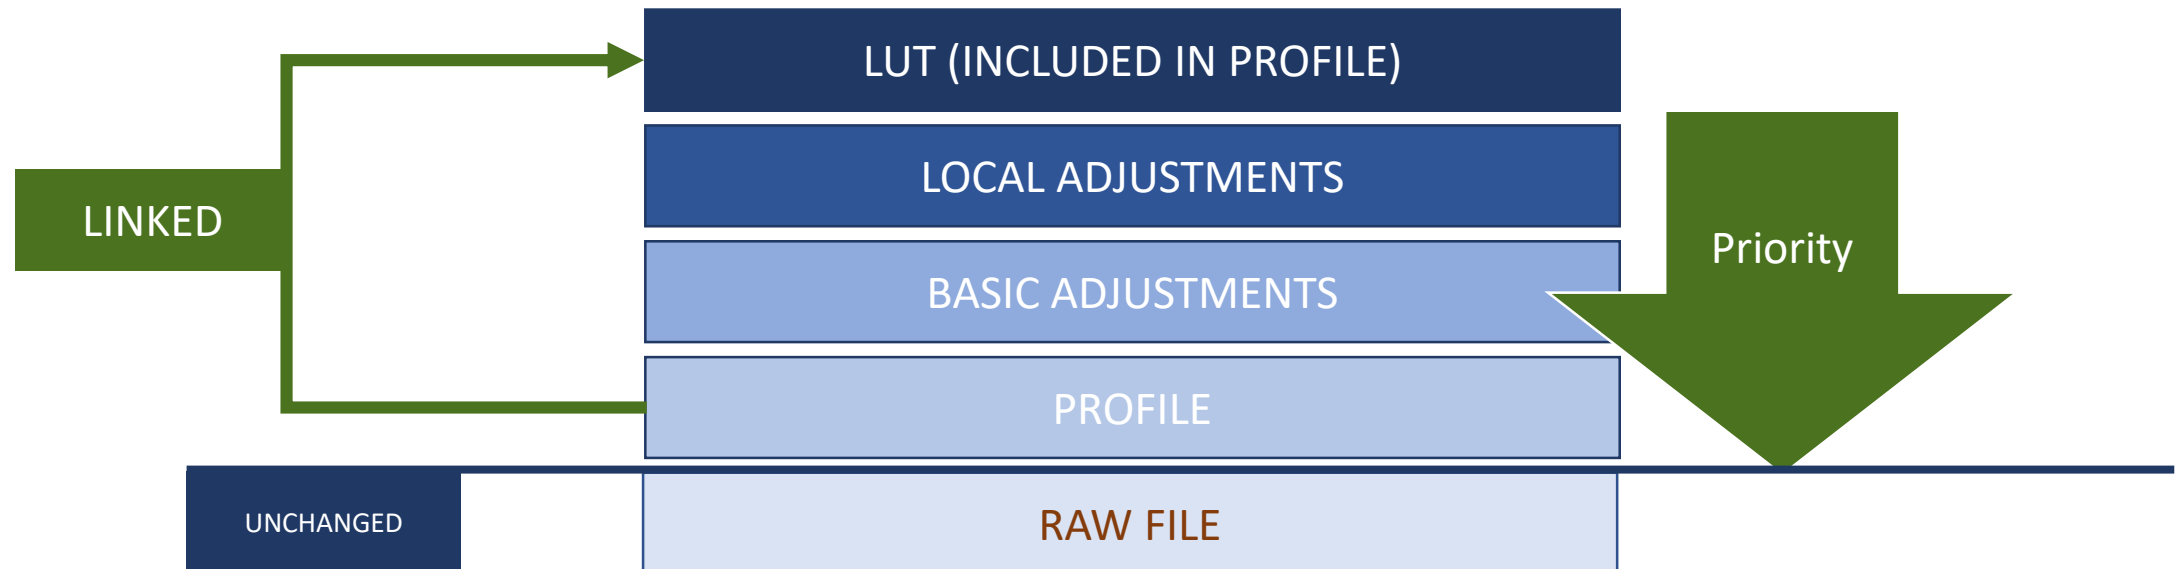 LUT (INCLUDED IN PROFILE)
LOCAL ADJUSTMENTS
LINKED
Priority
BASIC ADJUSTMENTS
PROFILE
UNCHANGED
RAW FILE